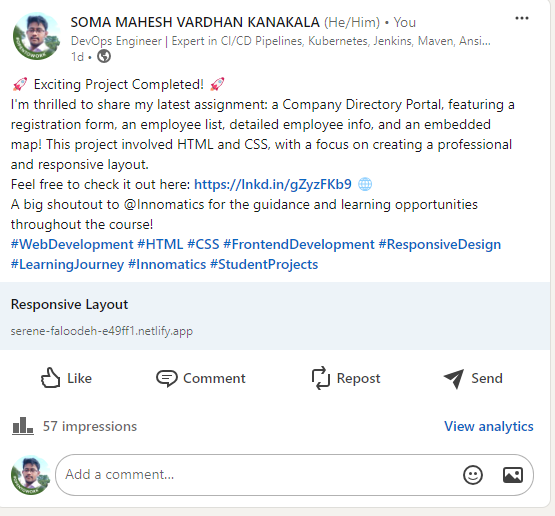 SOMA MAHESH VARDHAN KANAKALA (He/Him) • You
DevOps Engineer | Expert in CI/CD Pipelines, Kubernetes, Jenkins, Maven, Ansi...
1d •
🚀 Exciting Project Completed! 🚀
I'm thrilled to share my latest assignment: a Company Directory Portal, featuring a
registration form, an employee list, detailed employee info, and an embedded
map! This project involved HTML and CSS, with a focus on creating a professional
and responsive layout.
Feel free to check it out here: https://lnkd.in/gZyzFKb9 🌐
A big shoutout to @Innomatics for the guidance and learning opportunities
throughout the course!
#WebDevelopment #HTML #CSS #FrontendDevelopment #ResponsiveDesign
#LearningJourney #Innomatics #StudentProjects
Responsive Layout
serene-faloodeh-e49ff1.netlify.app
Like Comment Repost Send
57 impressions View analytics
Add a comment...